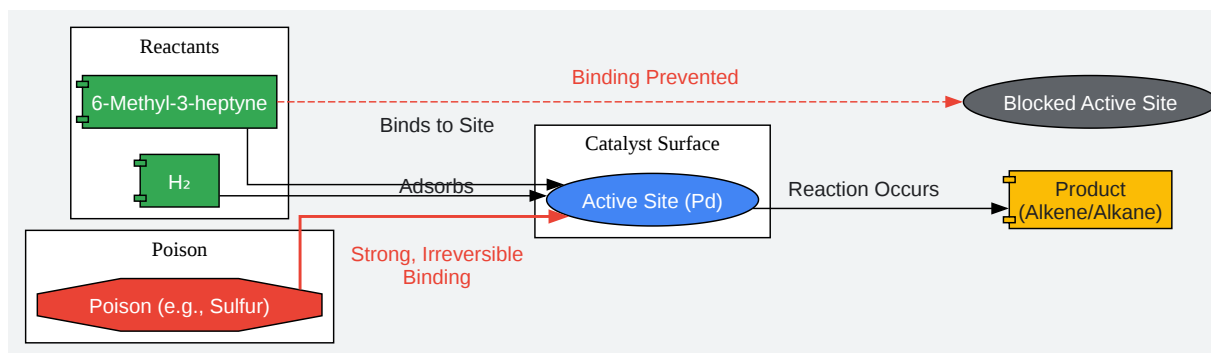 Reactants
6-Methyl-3-heptyne
H₂
Binding Prevented
Blocked Active Site
Binds to Site
Adsorbs
Catalyst Surface
Active Site (Pd)
Reaction Occurs
Product
(Alkene/Alkane)
Strong, Irreversible
Binding
Poison
Poison (e.g., Sulfur)